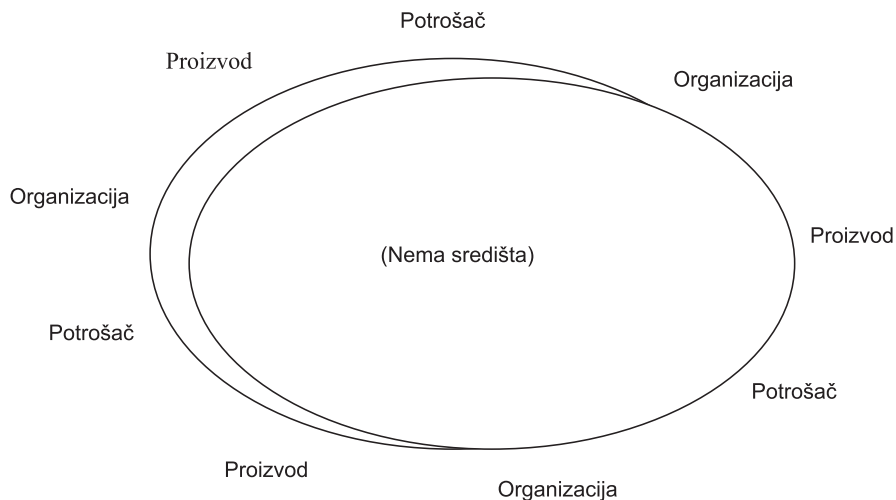 Potrošač
Proizvod
Organizacija
Organizacija
Proizvod
(Nema središta)
Potrošač
Potrošač
Proizvod
Organizacija